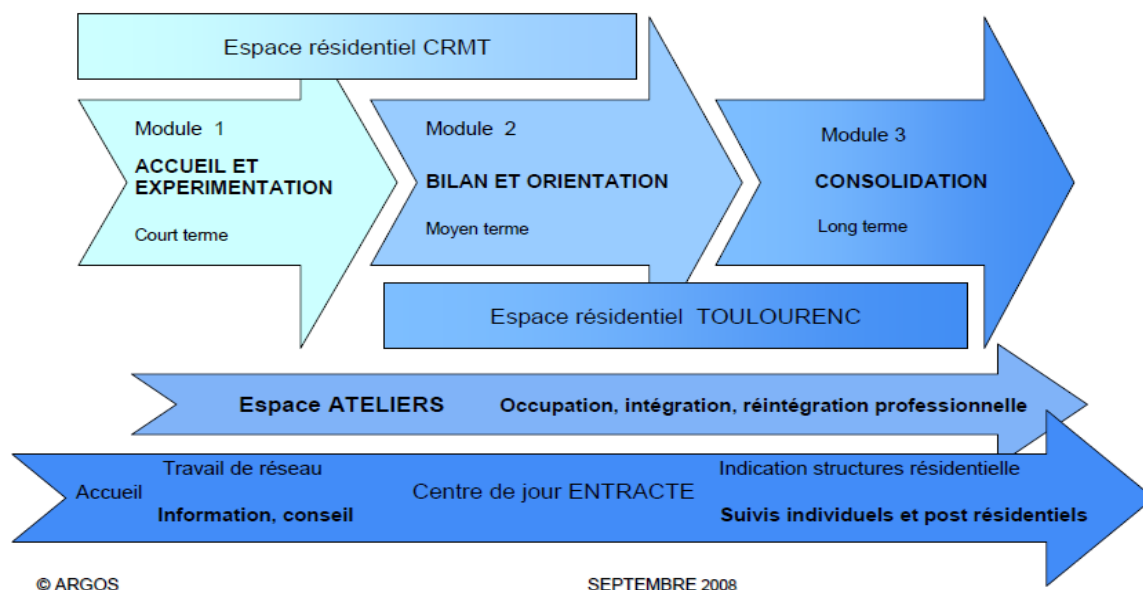 Espace résidentiel CRMT
Module 1
ACCUEIL ET
EXPERIMENTATION
Court terme
Module 2
BILAN ET ORIENTATION
Moyen terme
Module 3
CONSOLIDATION
Long terme
Espace résidentiel TOULOURENC
Espace ATELIERS Occupation, intégration, réintégration professionnelle
Travail de réseau
Accueil
Information, conseil
Centre de jour ENTRACTE
Indication structures résidentielle
Suivis individuels et post résidentiels
© ARGOS
SEPTEMBRE 2008